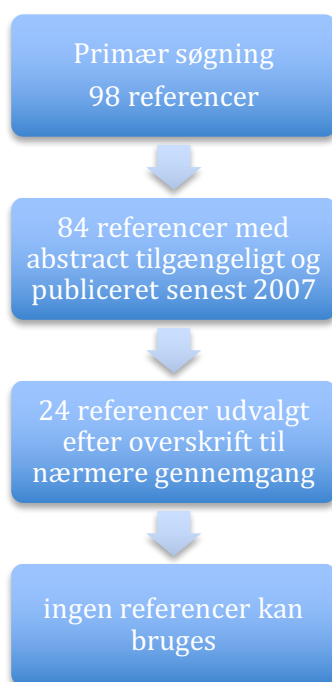 Primær søgning
98 referencer
84 referencer med
abstract tilgængeligt og
publiceret senest 2007
24 referencer udvalgt
efter overskrift til
nærmere gennemgang
ingen referencer kan
bruges